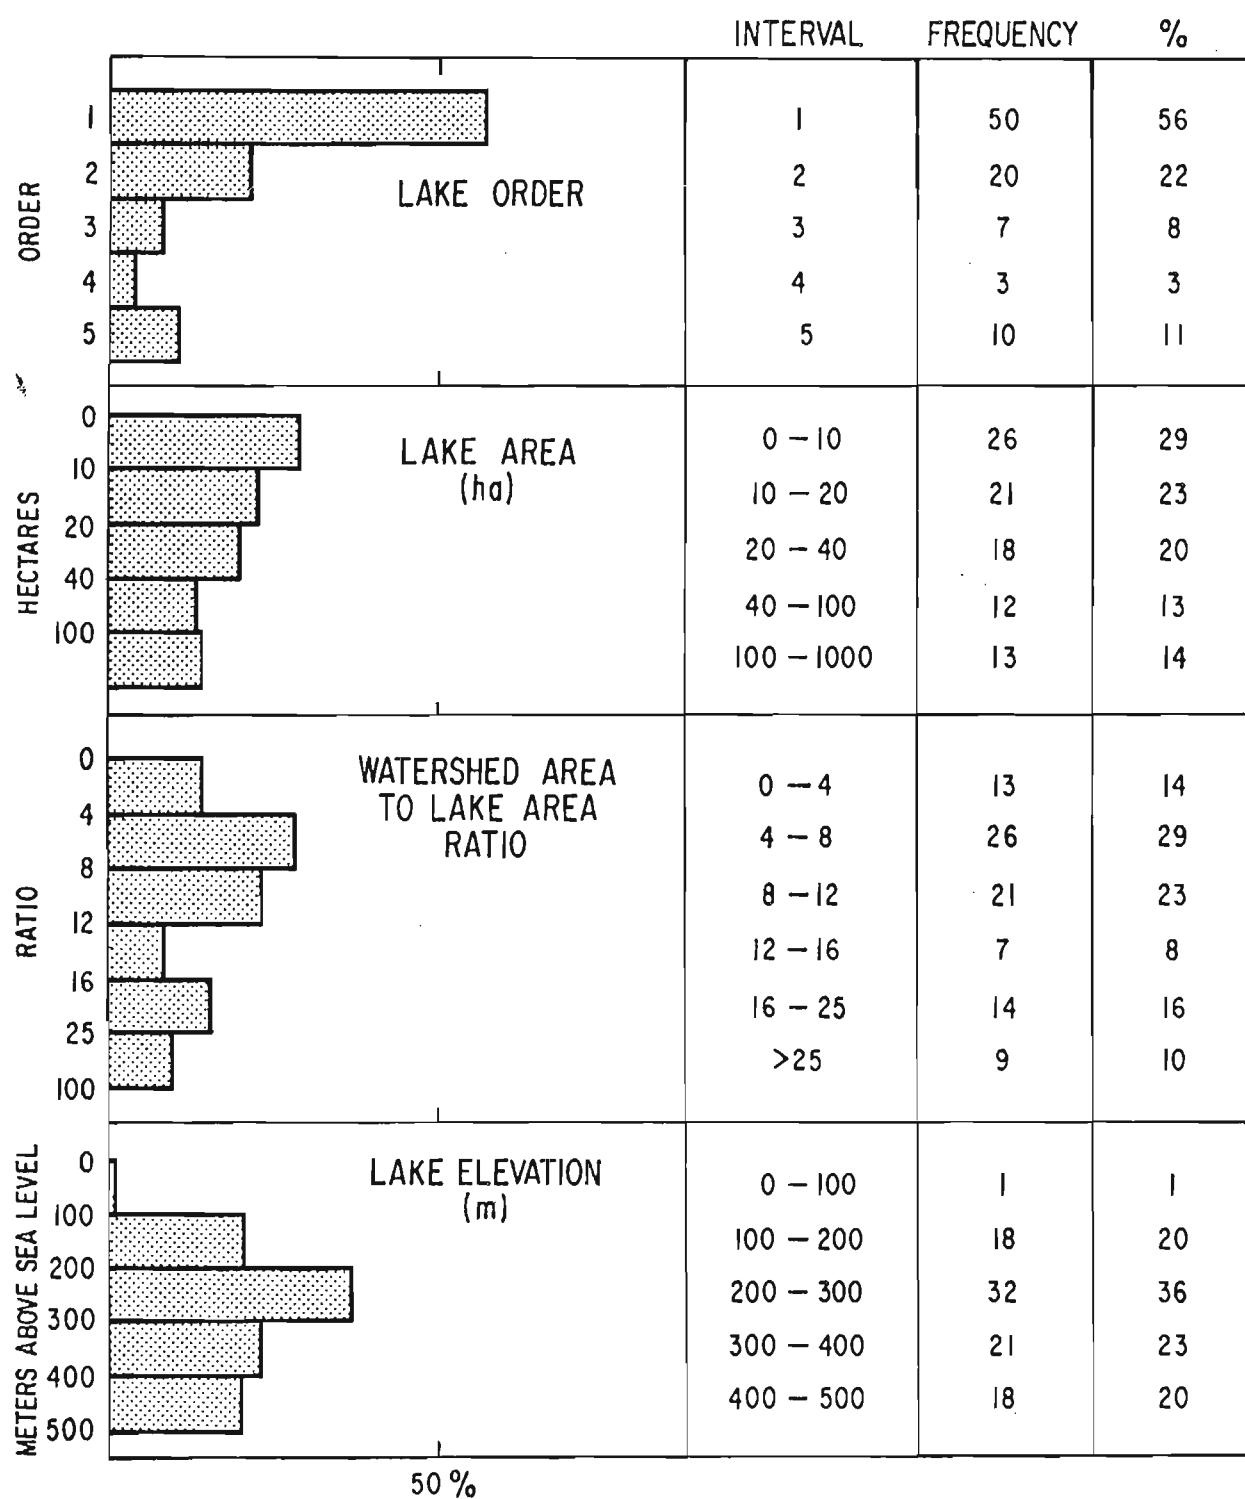 INTERVAL FREQUENCY %
ORDER
1 1 50 56
2 LAKE ORDER 2 20 22
3 3 7 8
4 4 3 3
5 5 10 11
HECTARES
0
LAKE AREA 0 – 10 26 29
10
(ha) 10 – 20 21 23
20
20 – 40 18 20
40
40 – 100 12 13
100
100 – 1000 13 14
RATIO
0
WATERSHED AREA 0 – 4 13 14
TO LAKE AREA
4
RATIO 4 – 8 26 29
8
8 – 12 21 23
12
12 – 16 7 8
16
16 – 25 14 16
25
>25 9 10
100
METERS ABOVE SEA LEVEL
0
LAKE ELEVATION 0 – 100 1 1
(m)
100
100 – 200 18 20
200
200 – 300 32 36
300
300 – 400 21 23
400
400 – 500 18 20
500
50 %